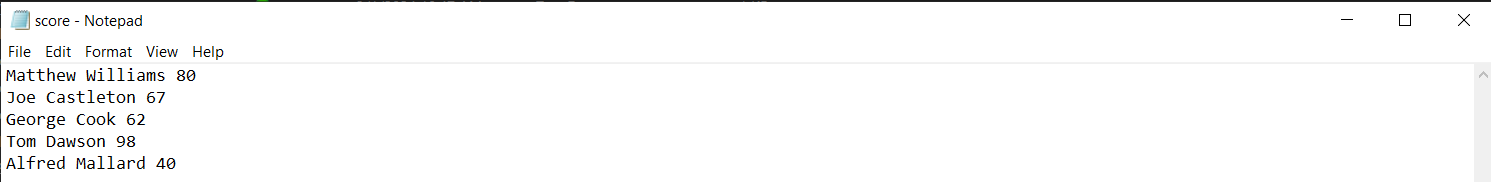 score - Notepad
File Edit Format View Help
Matthew Williams 80
Joe Castleton 67
George Cook 62
Tom Dawson 98
Alfred Mallard 40